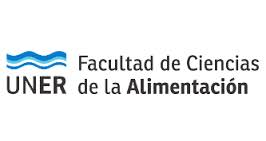 UNER
Facultad de Ciencias
de la Alimentación